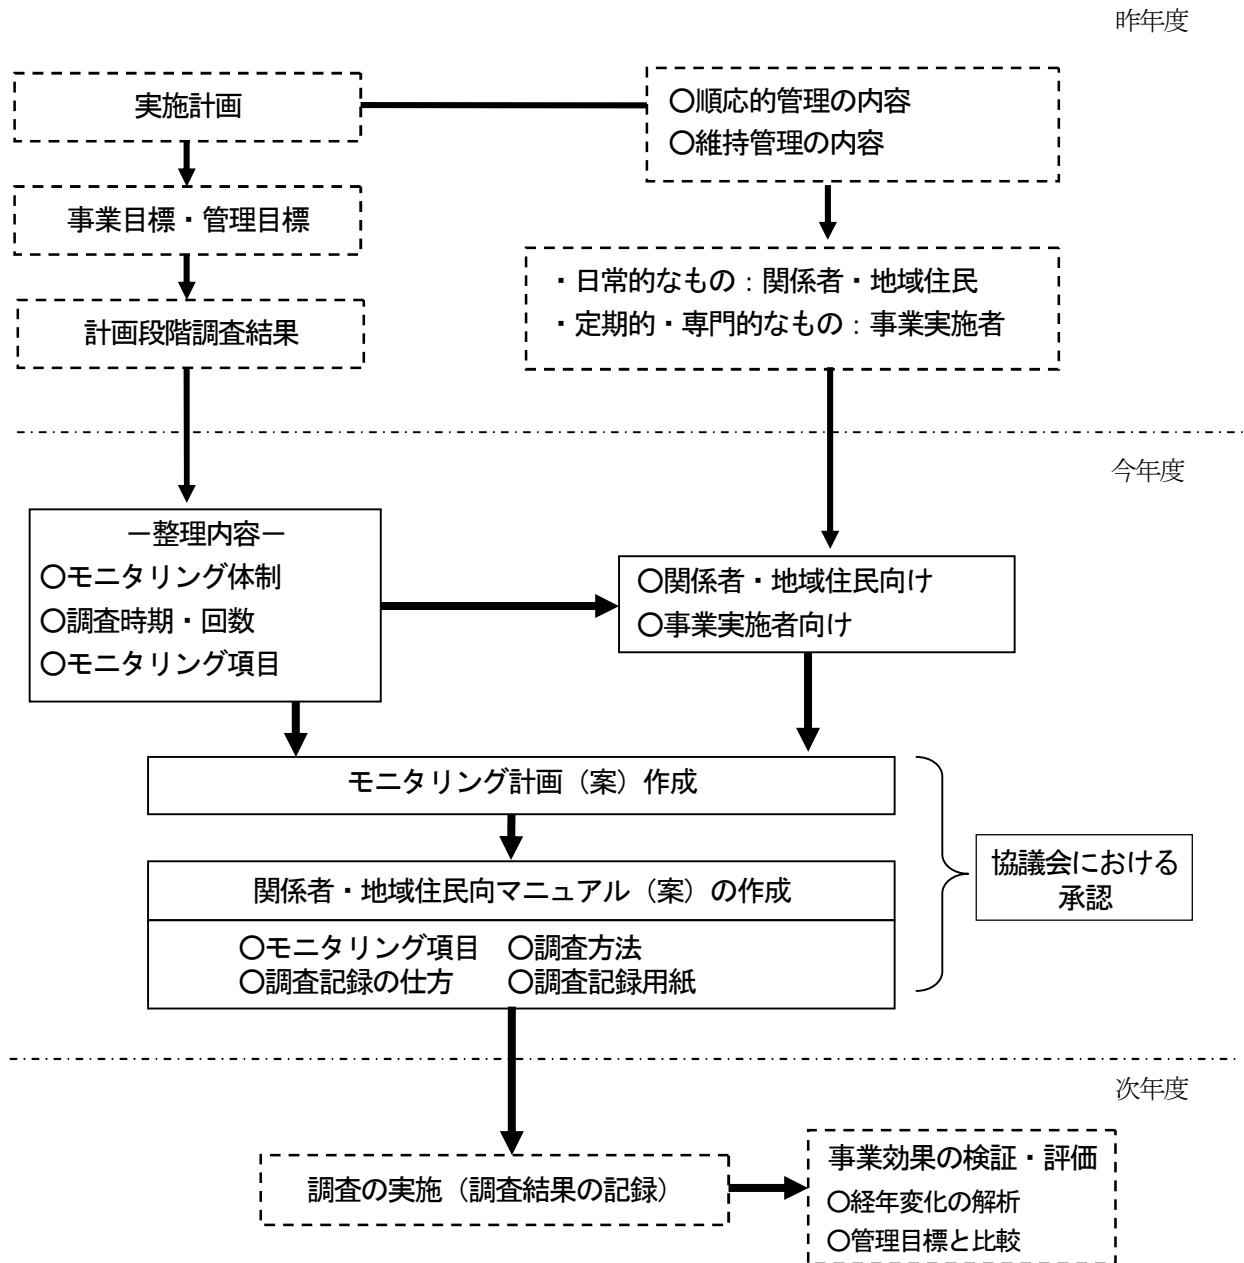 昨年度
実施計画
○順応的管理の内容
○維持管理の内容
事業目標・管理目標
・日常的なもの：関係者・地域住民
・定期的・専門的なもの：事業実施者
計画段階調査結果
今年度
－整理内容－
○モニタリング体制
○調査時期・回数
○モニタリング項目
○関係者・地域住民向け
○事業実施者向け
モニタリング計画（案）作成
関係者・地域住民向マニュアル（案）の作成
○モニタリング項目　○調査方法
○調査記録の仕方　○調査記録用紙
協議会における
承認
次年度
調査の実施（調査結果の記録）
事業効果の検証・評価
○経年変化の解析
○管理目標と比較